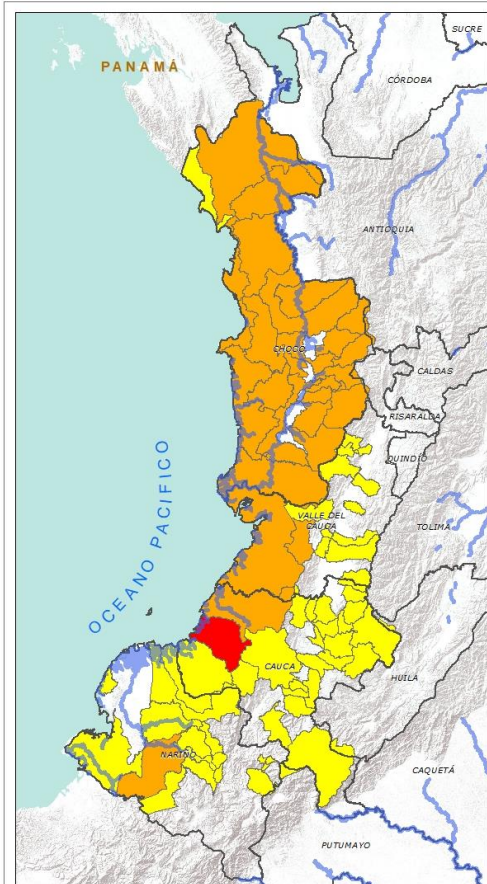 SUCRE
PANAMÁ
CÓRDOBA
ANTIOQUIA
CHOCO
CALDAS
RISARALDA
QUINDIO
OCEANO PACIFICO
VALLE DEL
CAUCA
TOLIMA
CAUCA
HUILA
NARIÑO
CAQUETÁ
PUTUMAYO